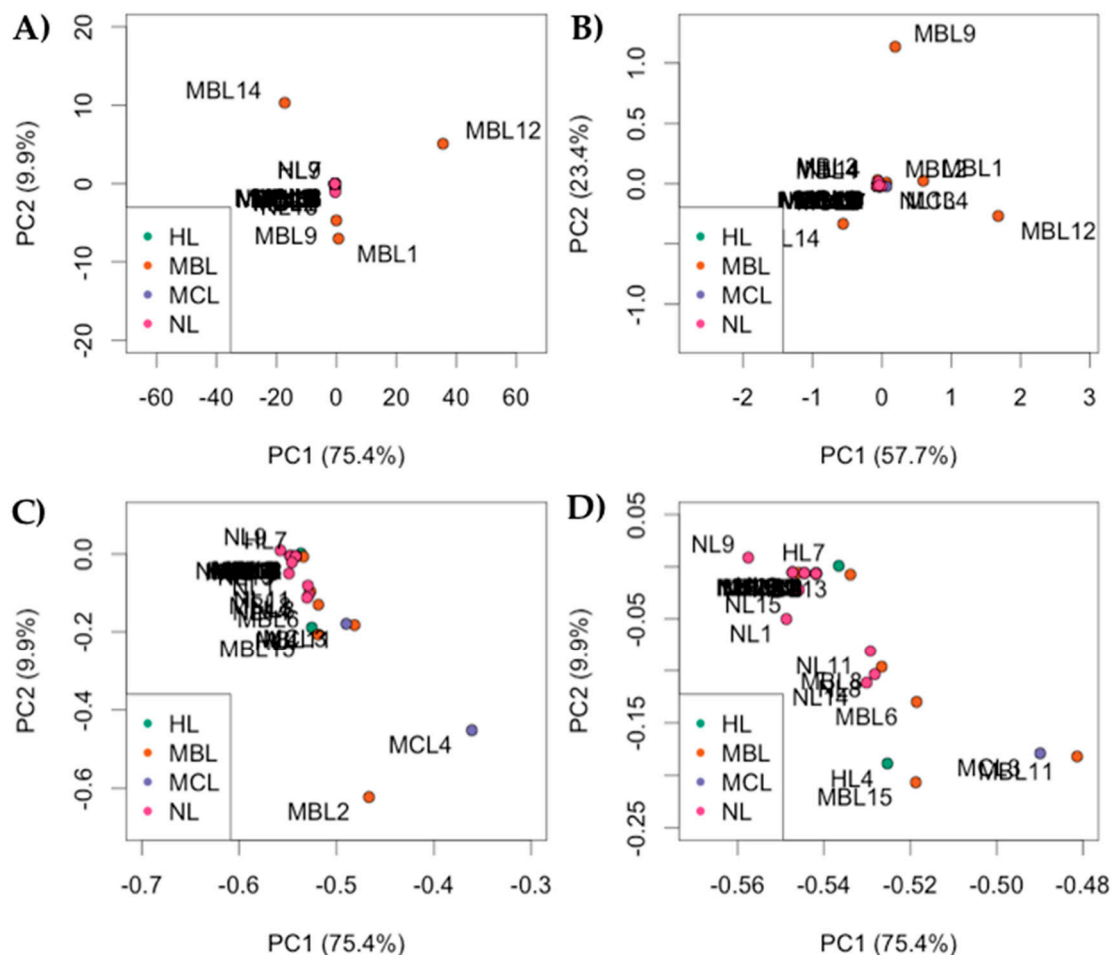 A)
20
10
0
-10
-20
PC2 (9.9%)
MBL14
MBL12
NL9
MBL9
MBL1
HL
MBL
MCL
NL
-60 -40 -20 0 20 40 60
PC1 (75.4%)
B)
1.0
0.5
0.0
-1.0
PC2 (23.4%)
MBL9
MBL2
MBL1
MBL12
L14
HL
MBL
MCL
NL
-2 -1 0 1 2 3
PC1 (57.7%)
C)
0.0
-0.2
-0.4
-0.6
PC2 (9.9%)
NL9
HL7
MBL6
MBL15
MCL4
MBL2
HL
MBL
MCL
NL
-0.7 -0.6 -0.5 -0.4 -0.3
PC1 (75.4%)
D)
0.05
-0.05
-0.15
-0.25
PC2 (9.9%)
NL9
HL7
NL15
NL1
NL11
MBL8
NL14
MBL6
MCL3
MBL11
HL4
MBL15
HL
MBL
MCL
NL
-0.56 -0.54 -0.52 -0.50 -0.48
PC1 (75.4%)